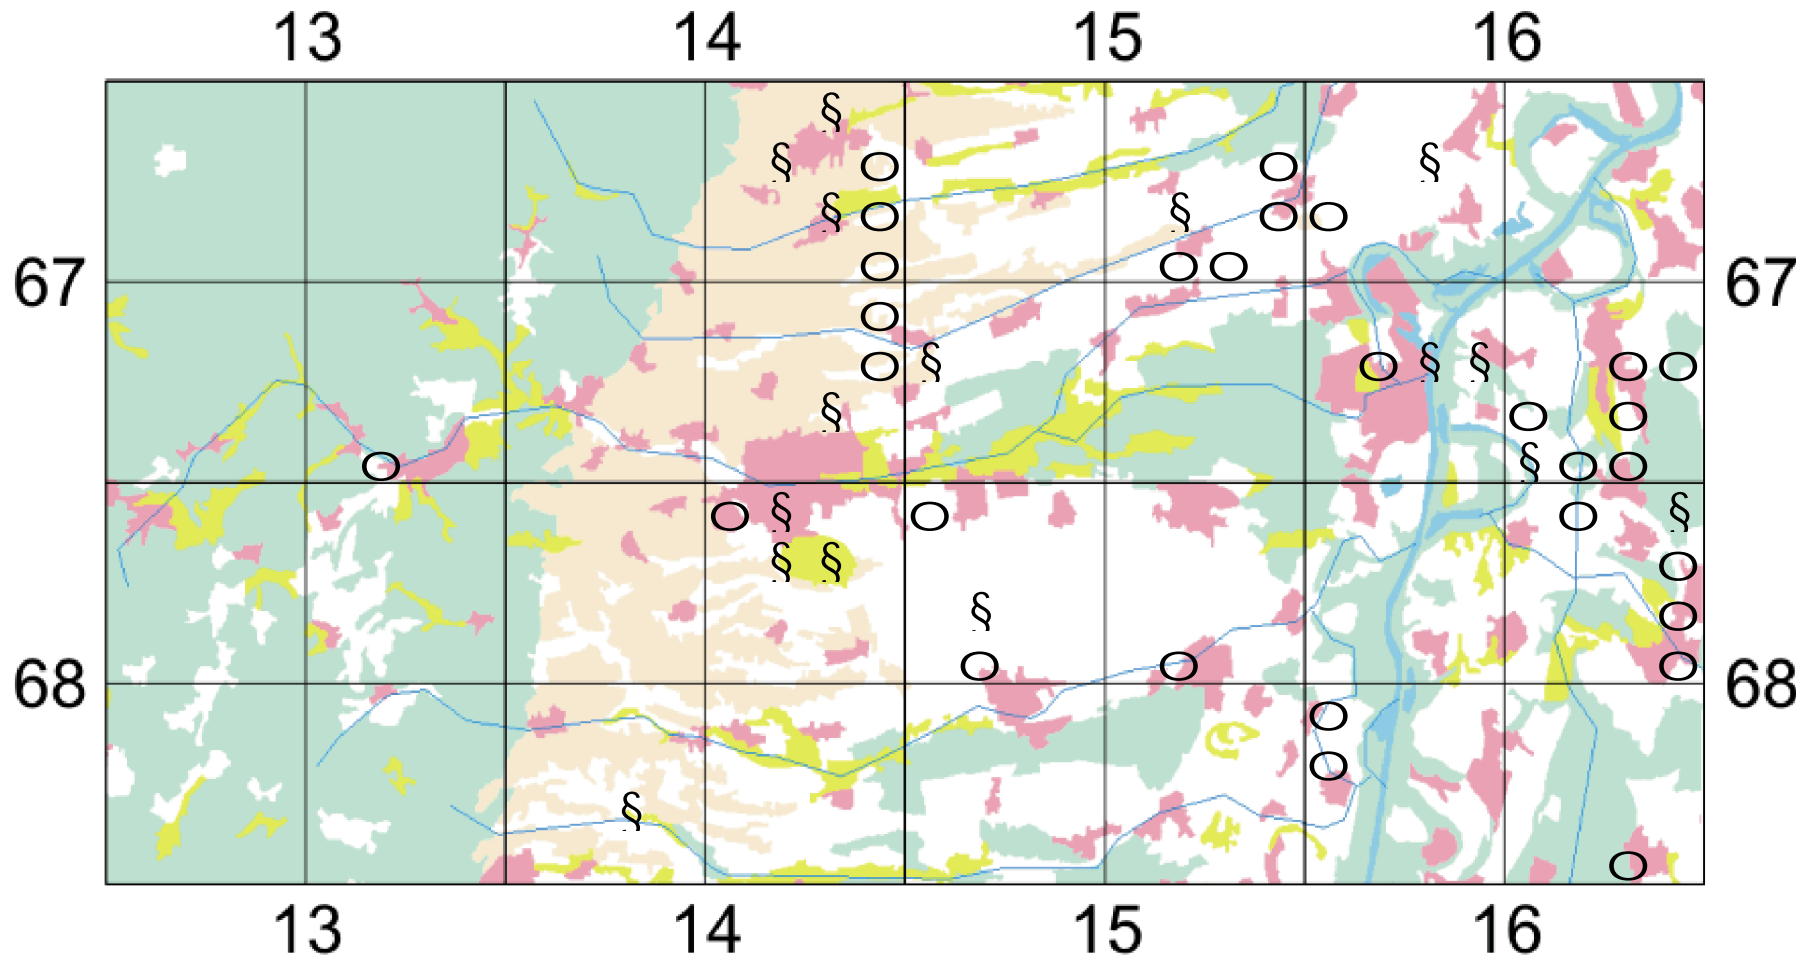 13 14 15 16
§
§ O O §
§ O § O O
O O O
67 67
O
O § O § § O O
§ O O
O § O O
O § O O §
§ § O
§ O
O O O
68 68
O
O
§
O
13 14 15 16